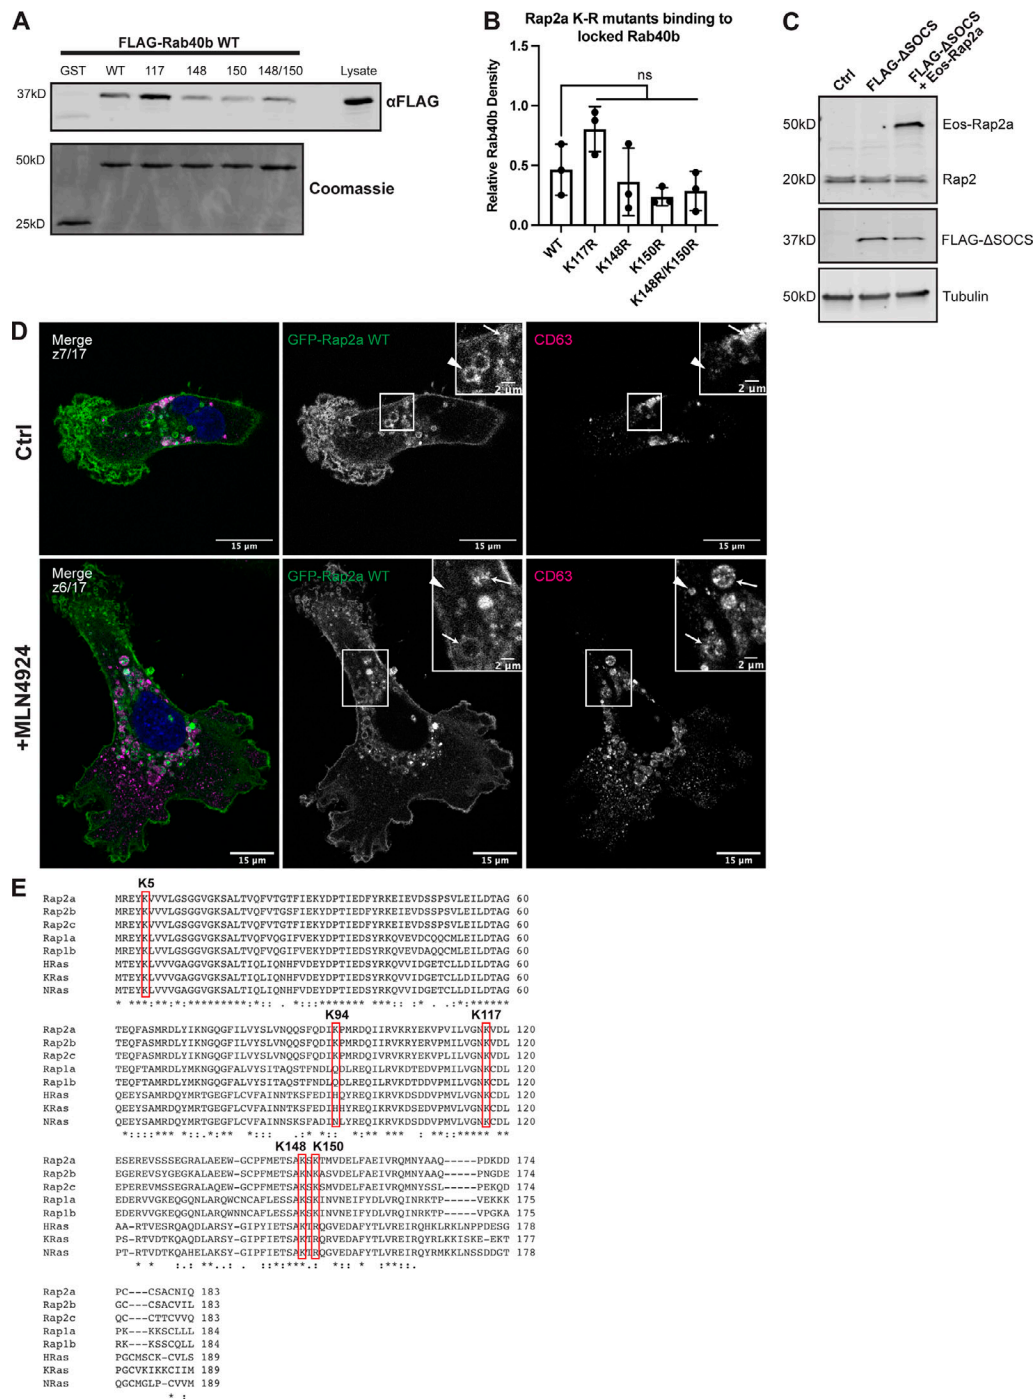 A
FLAG-Rab40b WT
GST WT 117 148 150 148/150 Lysate
37kD
αFLAG
50kD
Coomassie
25kD
B
Rap2a K-R mutants binding to
locked Rab40b
Relative Rab40b Density
1.5
1.0
0.5
0.0
ns
WT
K117R
K148R
K150R
K148R/K150R
C
Ctrl
FLAG-ΔSOCS
FLAG-ΔSOCS
+ Eos-Rap2a
50kD Eos-Rap2a
20kD Rap2
37kD FLAG-ΔSOCS
50kD Tubulin
D
Ctrl
Merge
z7/17
15 µm
GFP-Rap2a WT
2 µm
15 µm
CD63
2 µm
15 µm
+MLN4924
Merge
z6/17
15 µm
GFP-Rap2a WT
2 µm
15 µm
CD63
2 µm
15 µm
E
K5
Rap2a MREYKVVVLGSGGVGKSALTVQFVTGTFIEKYDPTIEDFYRKEIEVDSSPSVLEILDTAG 60
Rap2b MREYKVVVLGSGGVGKSALTVQFVTGSFIEKYDPTIEDFYRKEIEVDSSPSVLEILDTAG 60
Rap2c MREYKVVVLGSGGVGKSALTVQFVTGTFIEKYDPTIEDFYRKEIEVDSSPSVLEILDTAG 60
Rap1a MREYKLVVLGSGGVGKSALTVQFVQGIFVEKYDPTIEDSYRKQVEVDCQQCMLEILDTAG 60
Rap1b MREYKLVVLGSGGVGKSALTVQFVQGIFVEKYDPTIEDSYRKQVEVDAQQCMLEILDTAG 60
HRas MTEYKLVVVGAGGVGKSALTIQLIQNHFVDEYDPTIEDSYRKQVVIDGETCLLDILDTAG 60
KRas MTEYKLVVVGAGGVGKSALTIQLIQNHFVDEYDPTIEDSYRKQVVIDGETCLLDILDTAG 60
NRas MTEYKLVVVGAGGVGKSALTIQLIQNHFVDEYDPTIEDSYRKQVVIDGETCLLDILDTAG 60
K94 K117
Rap2a TEQFASMRDLYIKNGQGFILVYSLVNQQSFQDIKPMRDQIIRVKRYEKVPVILVGNKVDL 120
Rap2b TEQFASMRDLYIKNGQGFILVYSLVNQQSFQDIKPMRDQIIRVKRYERVPMILVGNKVDL 120
Rap2c TEQFASMRDLYIKNGQGFILVYSLVNQQSFQDIKPMRDQIVRVKRYEKVPLILVGNKVDL 120
Rap1a TEQFTAMRDLYMKNGQGFALVYSITAQSTFNDLQDLREQILRVKDTEDVPMILVGNKCDL 120
Rap1b TEQFTAMRDLYMKNGQGFALVYSITAQSTFNDLQDLREQILRVKDTDDVPMILVGNKCDL 120
HRas QEEYSAMRDQYMRTGEGFLCVFAINNTKSFEDIHQYREQIKRVKDSDDVPMVLVGNKCDL 120
KRas QEEYSAMRDQYMRTGEGFLCVFAINNTKSFEDIHHYREQIKRVKDSEDVPMVLVGNKCDL 120
NRas QEEYSAMRDQYMRTGEGFLCVFAINNSKSFADINLYREQIKRVKDSDDVPMVLVGNKCDL 120
K148 K150
Rap2a ESEREVSSSEGRALAEEW-GCPFMETSAKSKTMVDELFAEIVRQMNYAAQ-----PDKDD 174
Rap2b EGEREVSYGEGKALAEEW-SCPFMETSAKNKASVDELFAEIVRQMNYAAQ-----PNGDE 174
Rap2c EPEREVMSSEGRALAQEW-GCPFMETSAKSKSMVDELFAEIVRQMNYSSL-----PEKQD 174
Rap1a EDERVVGKEQGQNLARQWCNCAFLESSAKSKINVNEIFYDLVRQINRKTP-----VEKKK 175
Rap1b EDERVVGKEQGQNLARQWNNCAFLESSAKSKINVNEIFYDLVRQINRKTP-----VPGKA 175
HRas AA-RTVESRQAQDLARSY-GIPYIETSAKTRQGVEDAFYTLVREIRQHKLRKLNPPDESG 178
KRas PS-RTVDTKQAQDLARSY-GIPFIETSAKTRQRVEDAFYTLVREIRQYRLKKISKE-EKT 177
NRas PT-RTVDTKQAHELAKSY-GIPFIETSAKTRQGVEDAFYTLVREIRQYRMKKLNSSDDGT 178
Rap2a PC---CSACNIQ 183
Rap2b GC---CSACVIL 183
Rap2c QC---CTTCVVQ 183
Rap1a PK---KKSCLLL 184
Rap1b RK---KSSCQLL 184
HRas PGCMSCK-CVLS 189
KRas PGCVKIKKCIIM 189
NRas QGCMGLP-CVVM 189